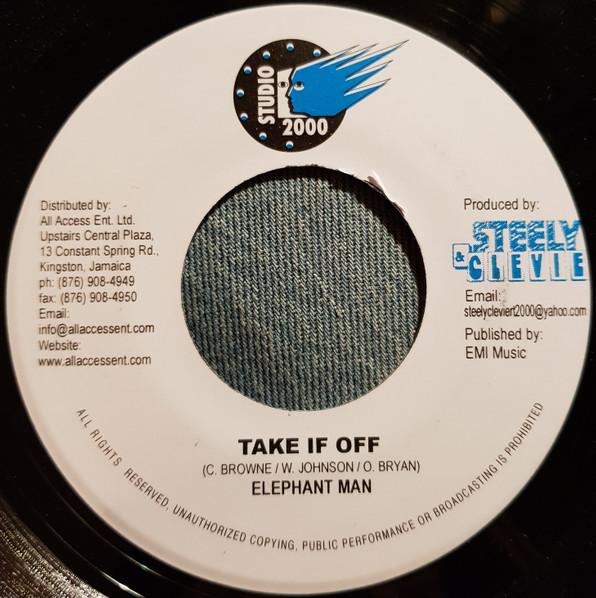 STUDIO
2000
Distributed by: -
All Access Ent. Ltd.
Upstairs Central Plaza,
13 Constant Spring Rd.,
Kingston, Jamaica
ph: (876) 908-4949
fax: (876) 908-4950
Email:
info@allaccessent.com
Website:
www.allaccessent.com
Produced by:
STEELY
& CLEVIE
Email:
steelycleviert2000@yahoo.com
Published by:
EMI Music
TAKE IF OFF
(C. BROWNE / W. JOHNSON / O. BRYAN)
ELEPHANT MAN
ALL RIGHTS RESERVED. UNAUTHORIZED COPYING, PUBLIC PERFORMANCE OR BROADCASTING IS PROHIBITED